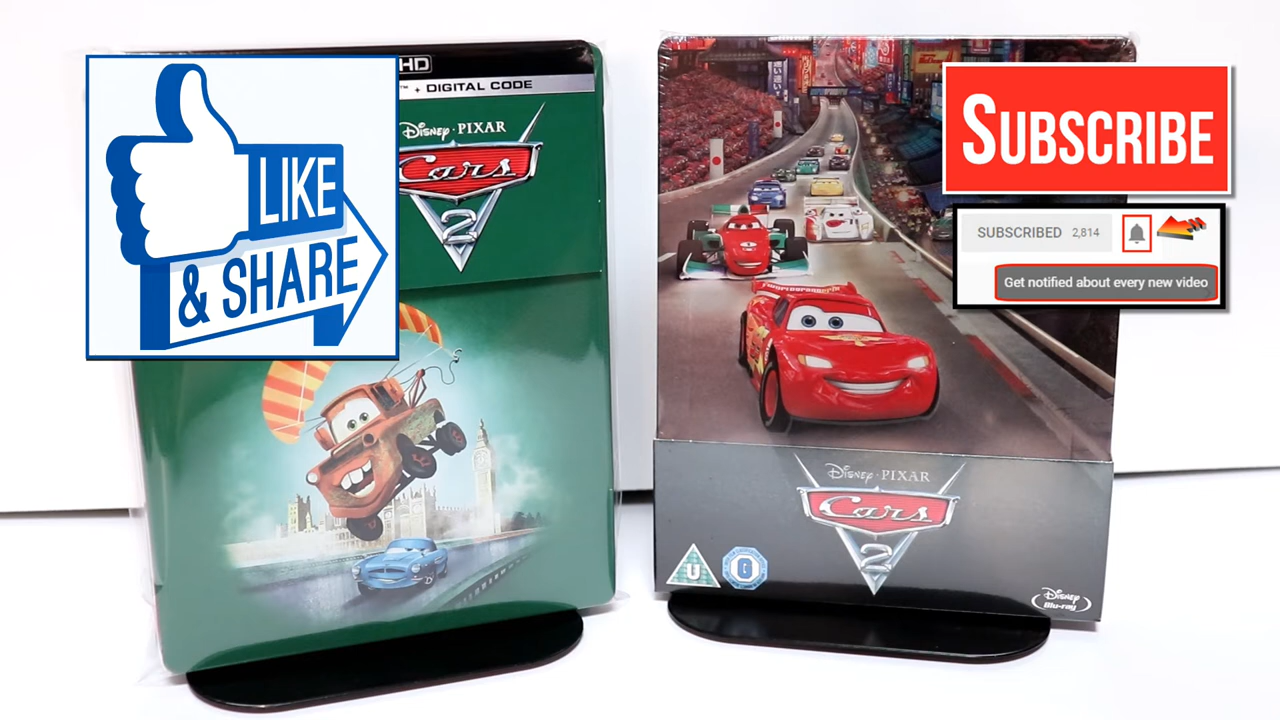 HD
™ + DIGITAL CODE
Disney · PIXAR
Cars
2
LIKE
& SHARE
SUBSCRIBE
SUBSCRIBED 2,814
Get notified about every new video
Disney · PIXAR
Cars
2
U
Disney
Blu-ray